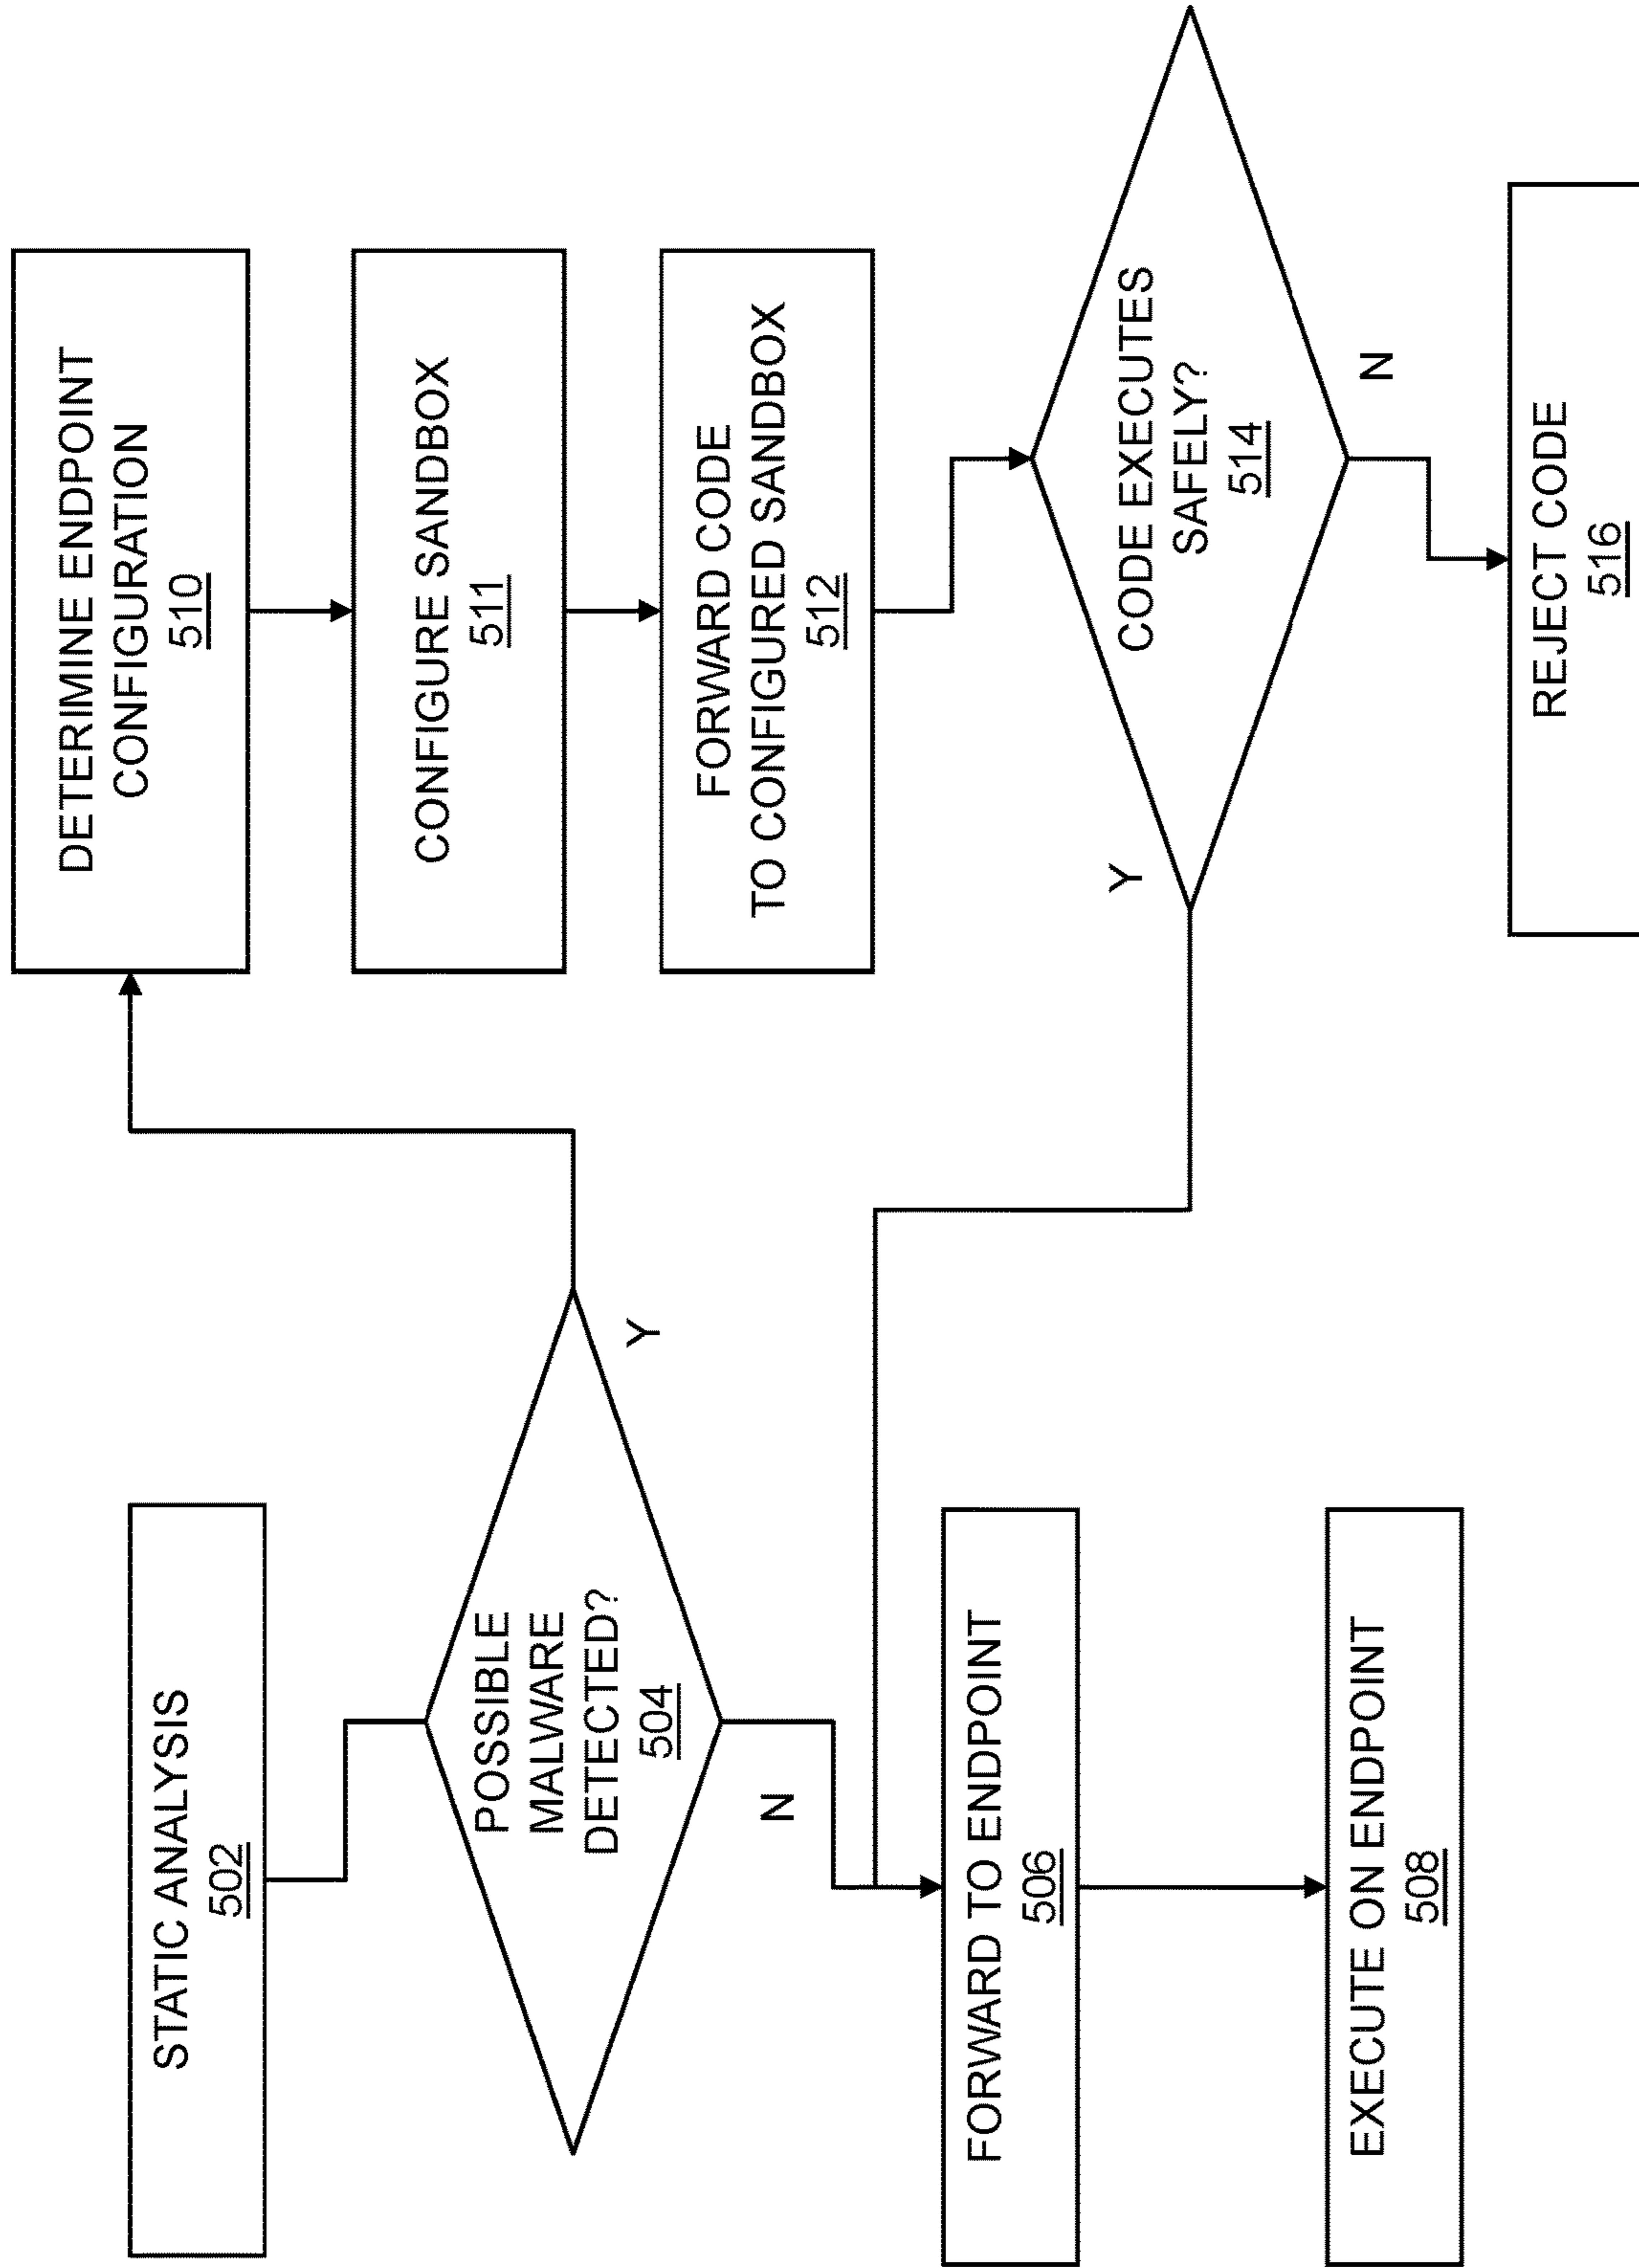 STATIC ANALYSIS
502
POSSIBLE
MALWARE
DETECTED?
504
Y
N
FORWARD TO ENDPOINT
506
EXECUTE ON ENDPOINT
508
DETERIMINE ENDPOINT
CONFIGURATION
510
CONFIGURE SANDBOX
511
FORWARD CODE
TO CONFIGURED SANDBOX
512
CODE EXECUTES
SAFELY?
514
Y
N
REJECT CODE
516